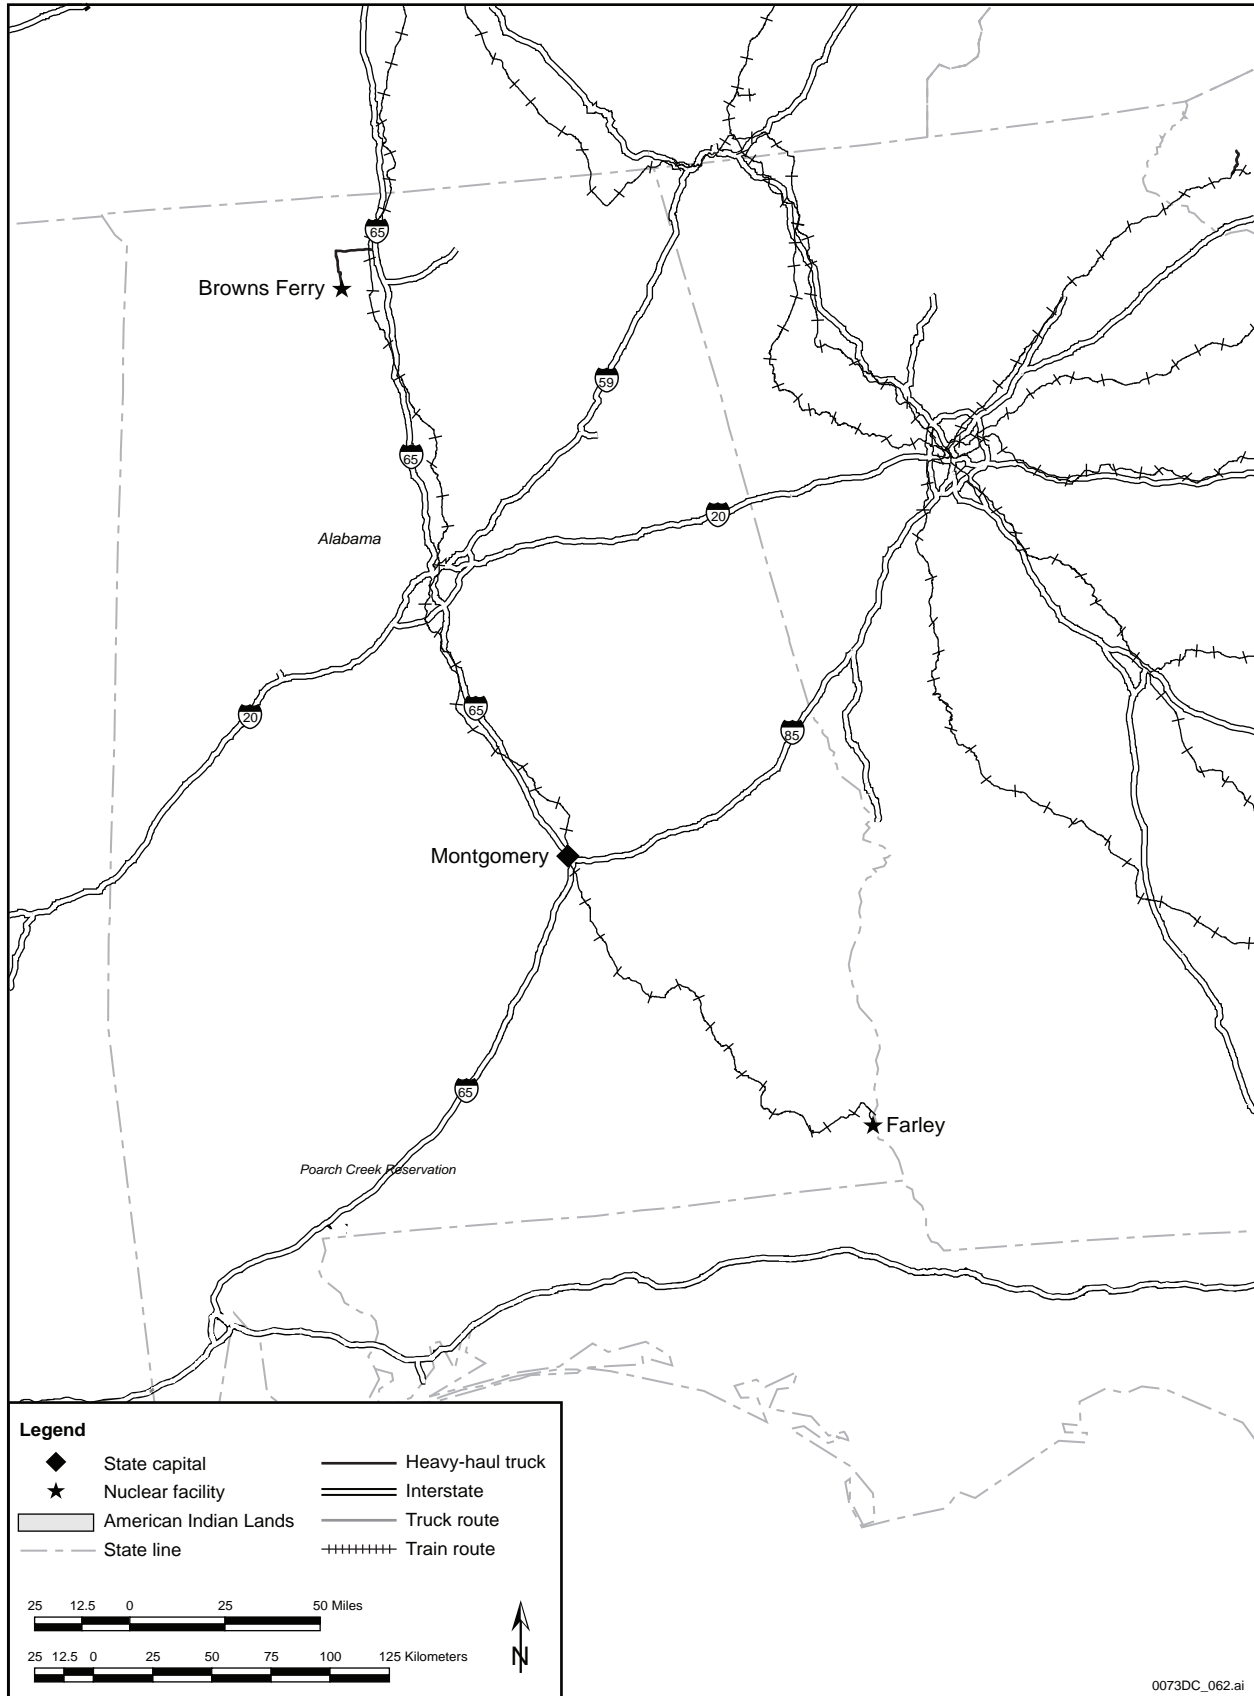 65
Browns Ferry
59
65
20
Alabama
65
20
85
Montgomery
65
Farley
Poarch Creek Reservation
Legend
State capital
Nuclear facility
American Indian Lands
State line
Heavy-haul truck
Interstate
Truck route
Train route
25 12.5 0 25 50 Miles
25 12.5 0 25 50 75 100 125 Kilometers
N
0073DC_062.ai